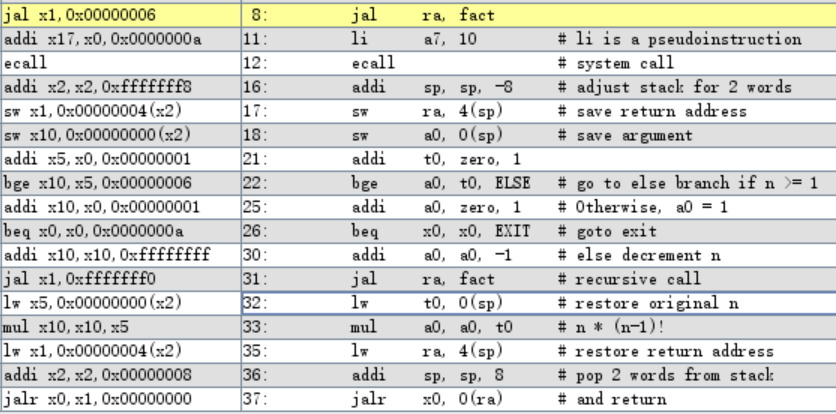 jal x1,0x00000006 8: jal ra, fact
addi x17,x0,0x0000000a 11: li a7, 10 # li is a pseudoinstruction
ecall 12: ecall # system call
addi x2,x2,0xfffffff8 16: addi sp, sp, -8 # adjust stack for 2 words
sw x1,0x00000004(x2) 17: sw ra, 4(sp) # save return address
sw x10,0x00000000(x2) 18: sw a0, 0(sp) # save argument
addi x5,x0,0x00000001 21: addi t0, zero, 1
bge x10,x5,0x00000006 22: bge a0, t0, ELSE # go to else branch if n >= 1
addi x10,x0,0x00000001 25: addi a0, zero, 1 # Otherwise, a0 = 1
beq x0,x0,0x0000000a 26: beq x0, x0, EXIT # goto exit
addi x10,x10,0xffffffff 30: addi a0, a0, -1 # else decrement n
jal x1,0xfffffff0 31: jal ra, fact # recursive call
lw x5,0x00000000(x2) 32: lw t0, 0(sp) # restore original n
mul x10,x10,x5 33: mul a0, a0, t0 # n * (n-1)!
lw x1,0x00000004(x2) 35: lw ra, 4(sp) # restore return address
addi x2,x2,0x00000008 36: addi sp, sp, 8 # pop 2 words from stack
jalr x0,x1,0x00000000 37: jalr x0, 0(ra) # and return